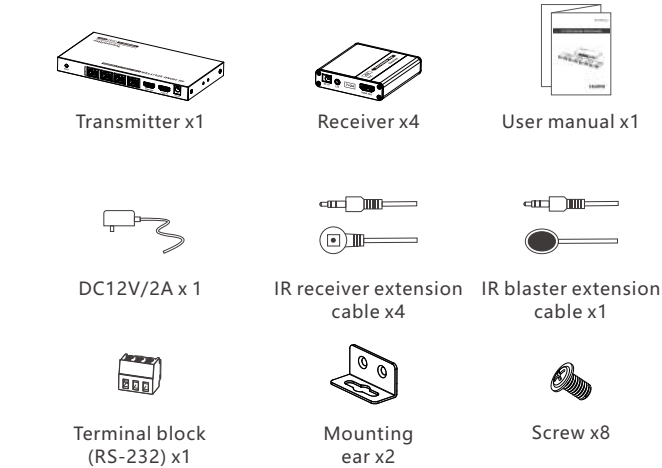 Transmitter x1
Receiver x4
User manual x1
DC12V/2A x 1
IR receiver extension
cable x4
IR blaster extension
cable x1
Terminal block
(RS-232) x1
Mounting
ear x2
Screw x8